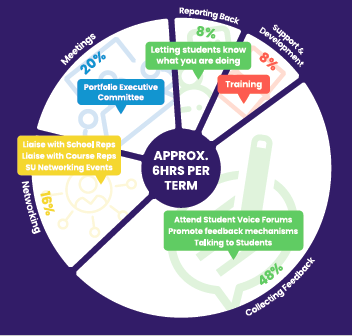 Reporting Back
8%
Letting students know
what you are doing
Support &
Development
8%
Training
Meetings
20%
Portfolio Executive
Committee
APPROX.
6HRS PER
TERM
Liaise with School Reps
Liaise with Course Reps
SU Networking Events
16%
Networking
Attend Student Voice Forums
Promote feedback mechanisms
Talking to Students
48%
Collecting Feedback